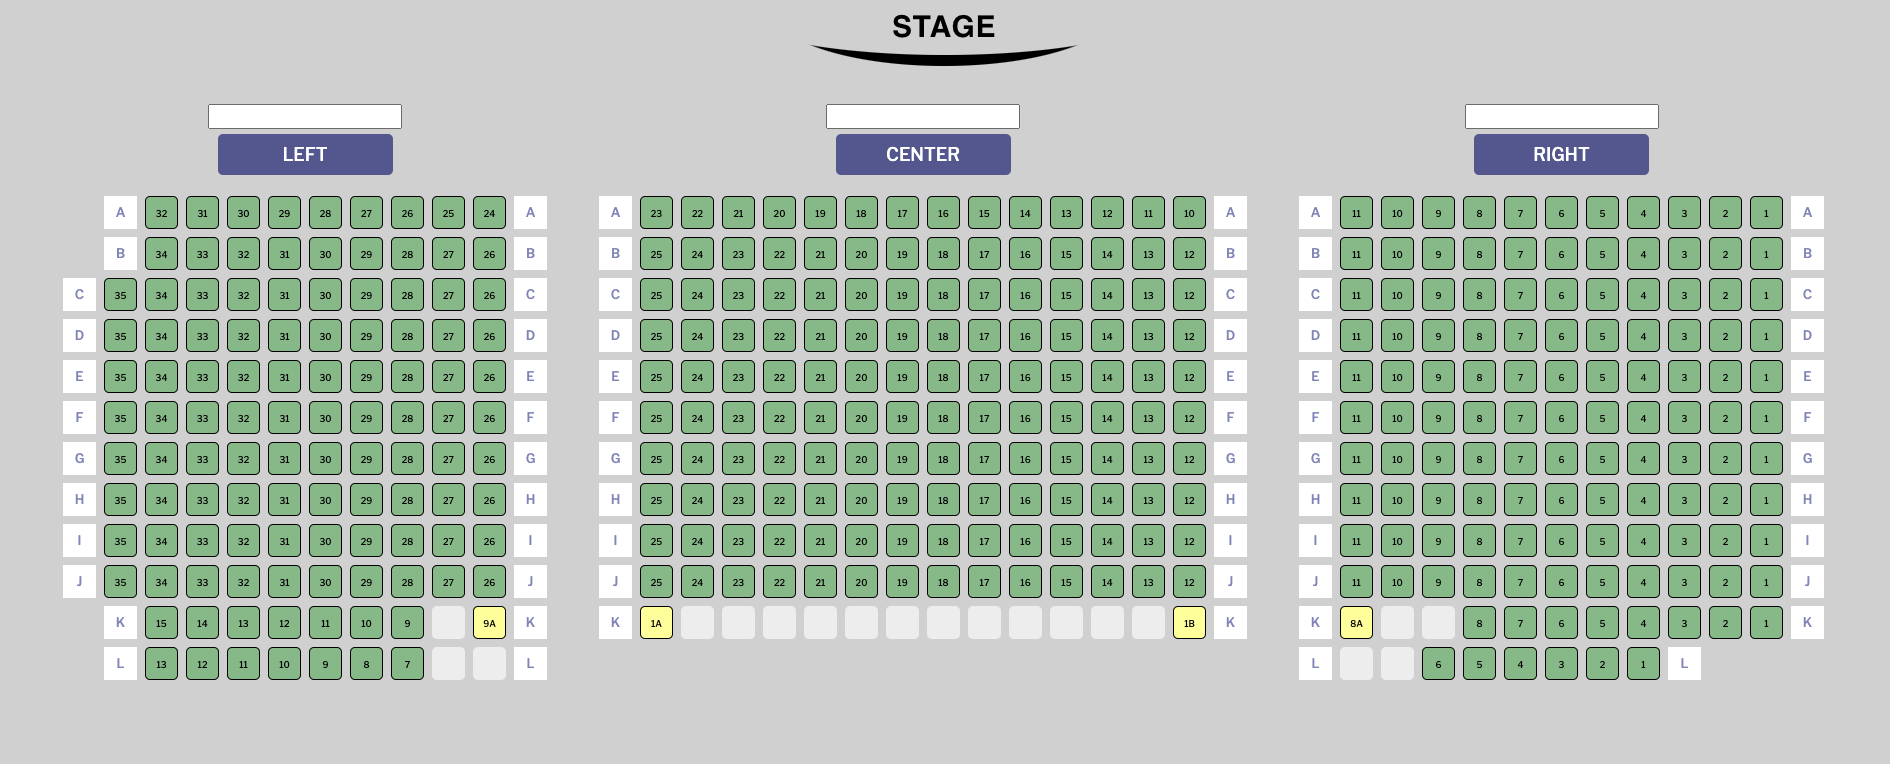 STAGE
LEFT CENTER RIGHT
A 32 31 30 29 28 27 26 25 24 A A 23 22 21 20 19 18 17 16 15 14 13 12 11 10 A A 11 10 9 8 7 6 5 4 3 2 1 A
B 34 33 32 31 30 29 28 27 26 B B 25 24 23 22 21 20 19 18 17 16 15 14 13 12 B B 11 10 9 8 7 6 5 4 3 2 1 B
C 35 34 33 32 31 30 29 28 27 26 C C 25 24 23 22 21 20 19 18 17 16 15 14 13 12 C C 11 10 9 8 7 6 5 4 3 2 1 C
D 35 34 33 32 31 30 29 28 27 26 D D 25 24 23 22 21 20 19 18 17 16 15 14 13 12 D D 11 10 9 8 7 6 5 4 3 2 1 D
E 35 34 33 32 31 30 29 28 27 26 E E 25 24 23 22 21 20 19 18 17 16 15 14 13 12 E E 11 10 9 8 7 6 5 4 3 2 1 E
F 35 34 33 32 31 30 29 28 27 26 F F 25 24 23 22 21 20 19 18 17 16 15 14 13 12 F F 11 10 9 8 7 6 5 4 3 2 1 F
G 35 34 33 32 31 30 29 28 27 26 G G 25 24 23 22 21 20 19 18 17 16 15 14 13 12 G G 11 10 9 8 7 6 5 4 3 2 1 G
H 35 34 33 32 31 30 29 28 27 26 H H 25 24 23 22 21 20 19 18 17 16 15 14 13 12 H H 11 10 9 8 7 6 5 4 3 2 1 H
I 35 34 33 32 31 30 29 28 27 26 I I 25 24 23 22 21 20 19 18 17 16 15 14 13 12 I I 11 10 9 8 7 6 5 4 3 2 1 I
J 35 34 33 32 31 30 29 28 27 26 J J 25 24 23 22 21 20 19 18 17 16 15 14 13 12 J J 11 10 9 8 7 6 5 4 3 2 1 J
K 15 14 13 12 11 10 9 9A K K 1A 1B K K 8A 8 7 6 5 4 3 2 1 K
L 13 12 11 10 9 8 7 L L 6 5 4 3 2 1 L